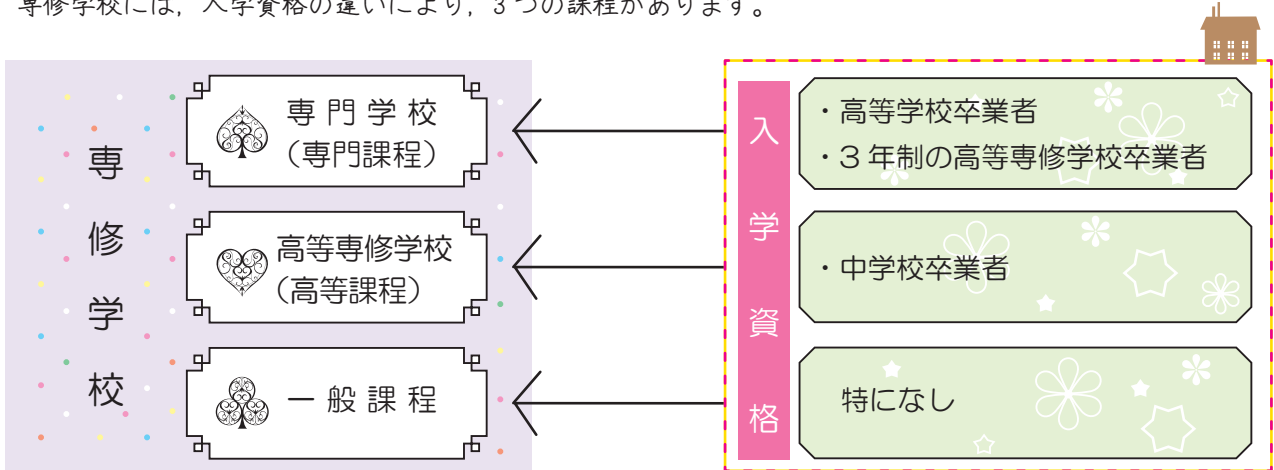 専修学校には，入学資格の違いにより，3つの課程があります。
専修学校
専門学校
（専門課程）
高等専修学校
（高等課程）
一般課程
入学資格
・高等学校卒業者
・3年制の高等専修学校卒業者
・中学校卒業者
特になし